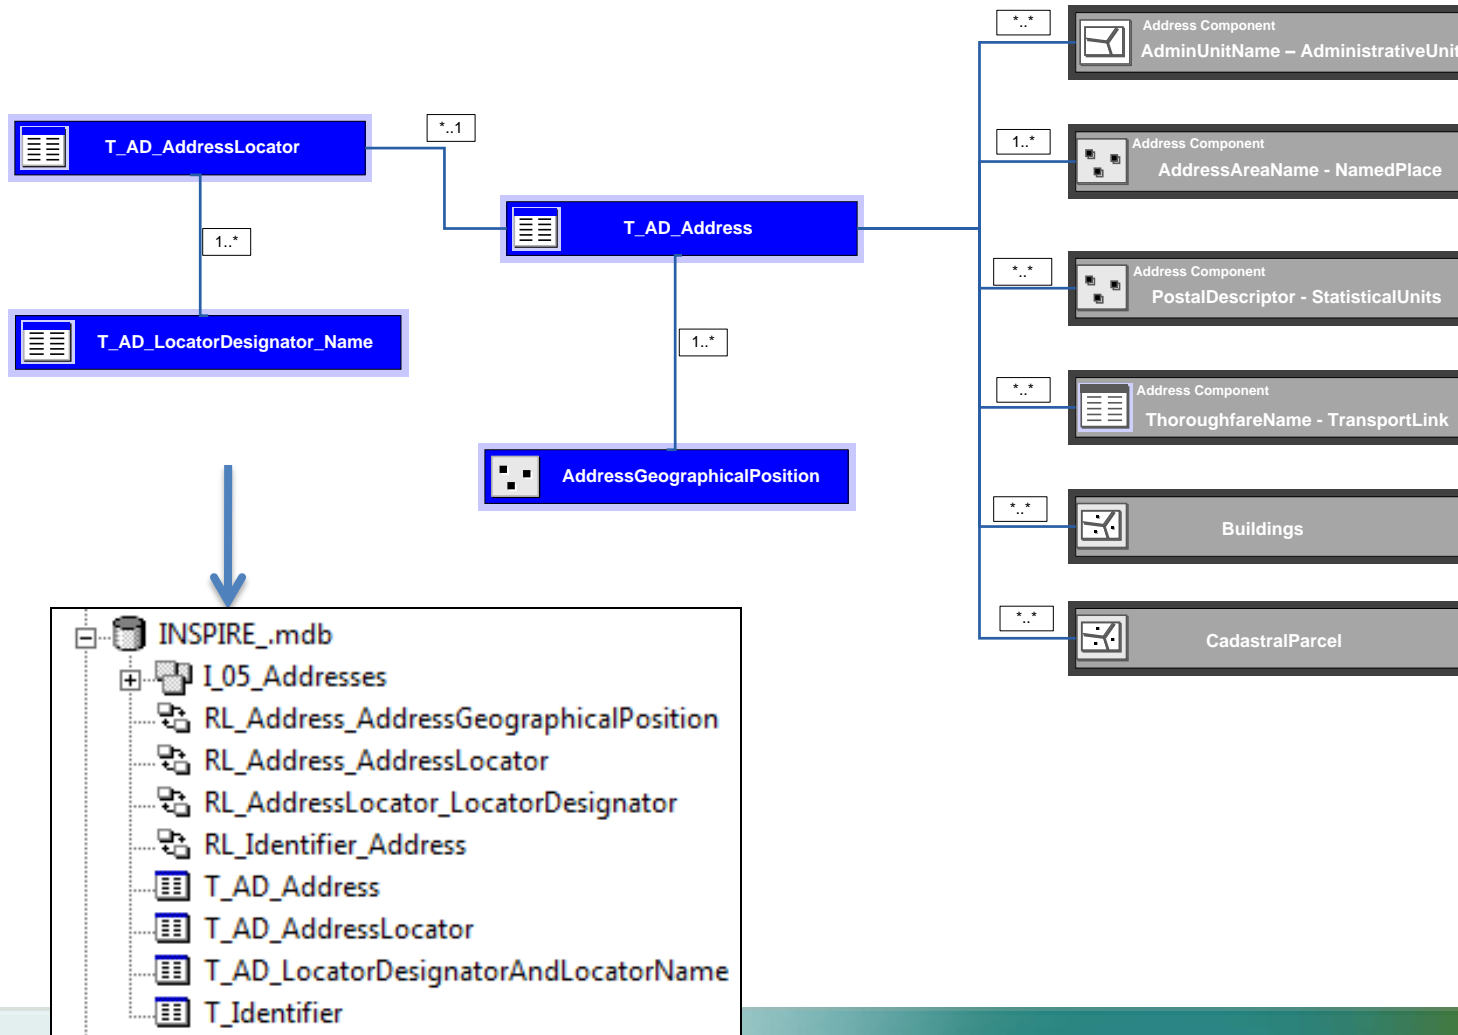 *..*
Address Component
AdminUnitName – AdministrativeUnit
T_AD_AddressLocator
*..1
1..*
Address Component
AddressAreaName - NamedPlace
1..*
T_AD_Address
*..*
Address Component
PostalDescriptor - StatisticalUnits
T_AD_LocatorDesignator_Name
1..*
*..*
Address Component
ThoroughfareName - TransportLink
AddressGeographicalPosition
*..*
Buildings
*..*
CadastralParcel
INSPIRE_.mdb
I_05_Addresses
RL_Address_AddressGeographicalPosition
RL_Address_AddressLocator
RL_AddressLocator_LocatorDesignator
RL_Identifier_Address
T_AD_Address
T_AD_AddressLocator
T_AD_LocatorDesignatorAndLocatorName
T_Identifier